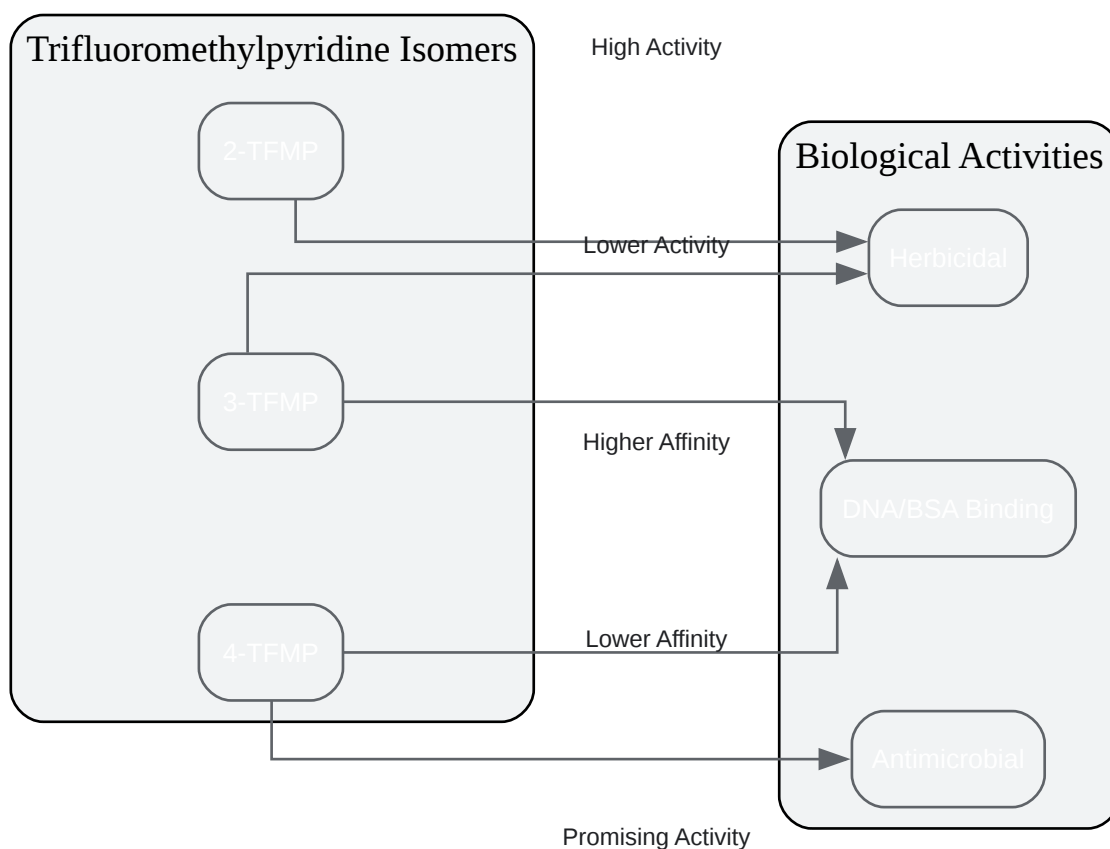 Trifluoromethylpyridine Isomers
High Activity
2-TFMP
Biological Activities
Lower Activity
Herbicidal
3-TFMP
Higher Affinity
DNA/BSA Binding
4-TFMP
Lower Affinity
Antimicrobial
Promising Activity